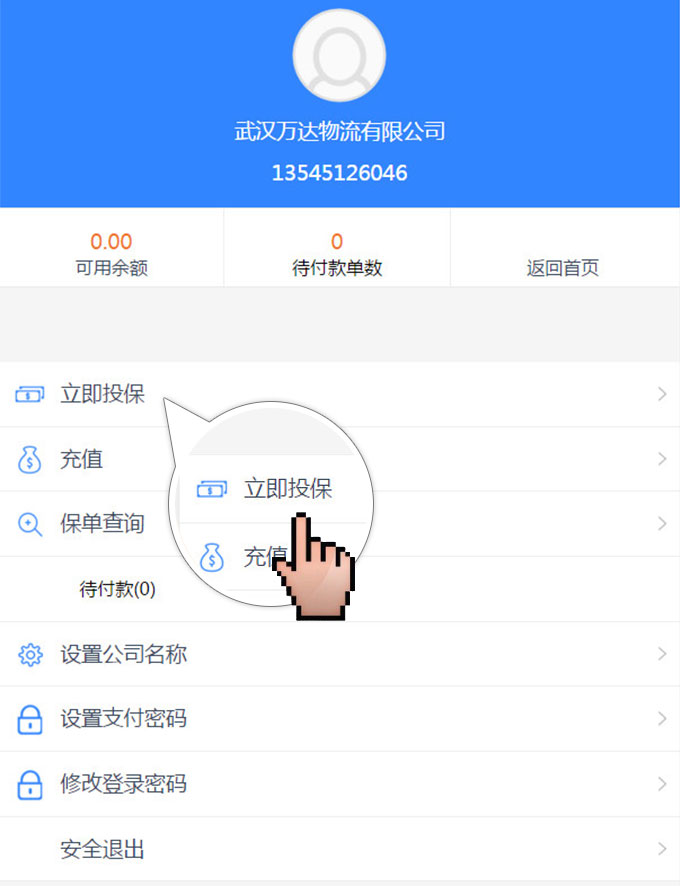 武汉万达物流有限公司
13545126046
0.00
可用余额
0
待付款单数
返回首页
立即投保
充值
立即投保
充值
保单查询
待付款(0)
设置公司名称
设置支付密码
修改登录密码
安全退出